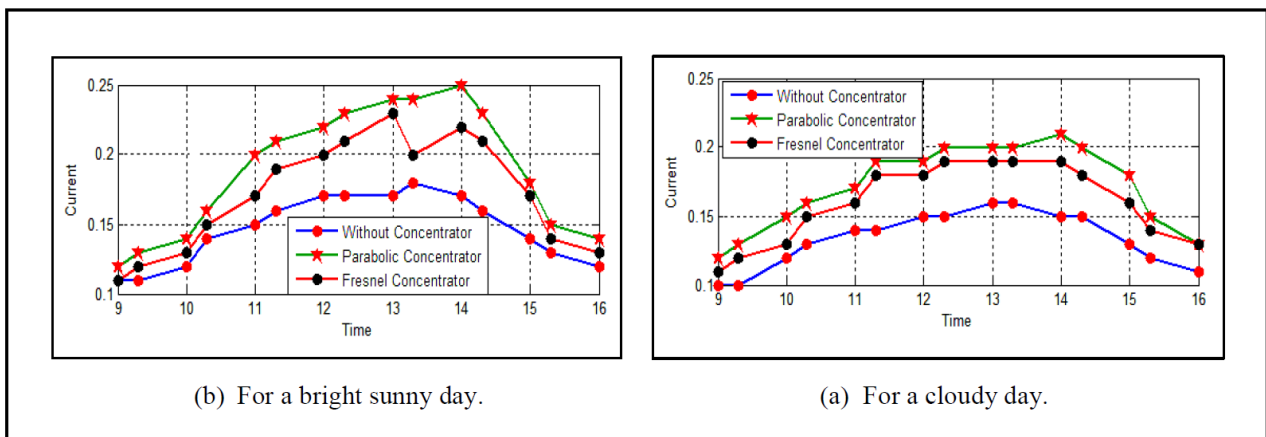 0.25
0.2
0.15
0.1
Current
Without Concentrator
Parabolic Concentrator
Fresnel Concentrator
9 10 11 12 13 14 15 16
Time
(b) For a bright sunny day.
0.25
0.2
0.15
0.1
Current
Without Concentrator
Parabolic Concentrator
Fresnel Concentrator
9 10 11 12 13 14 15 16
Time
(a) For a cloudy day.